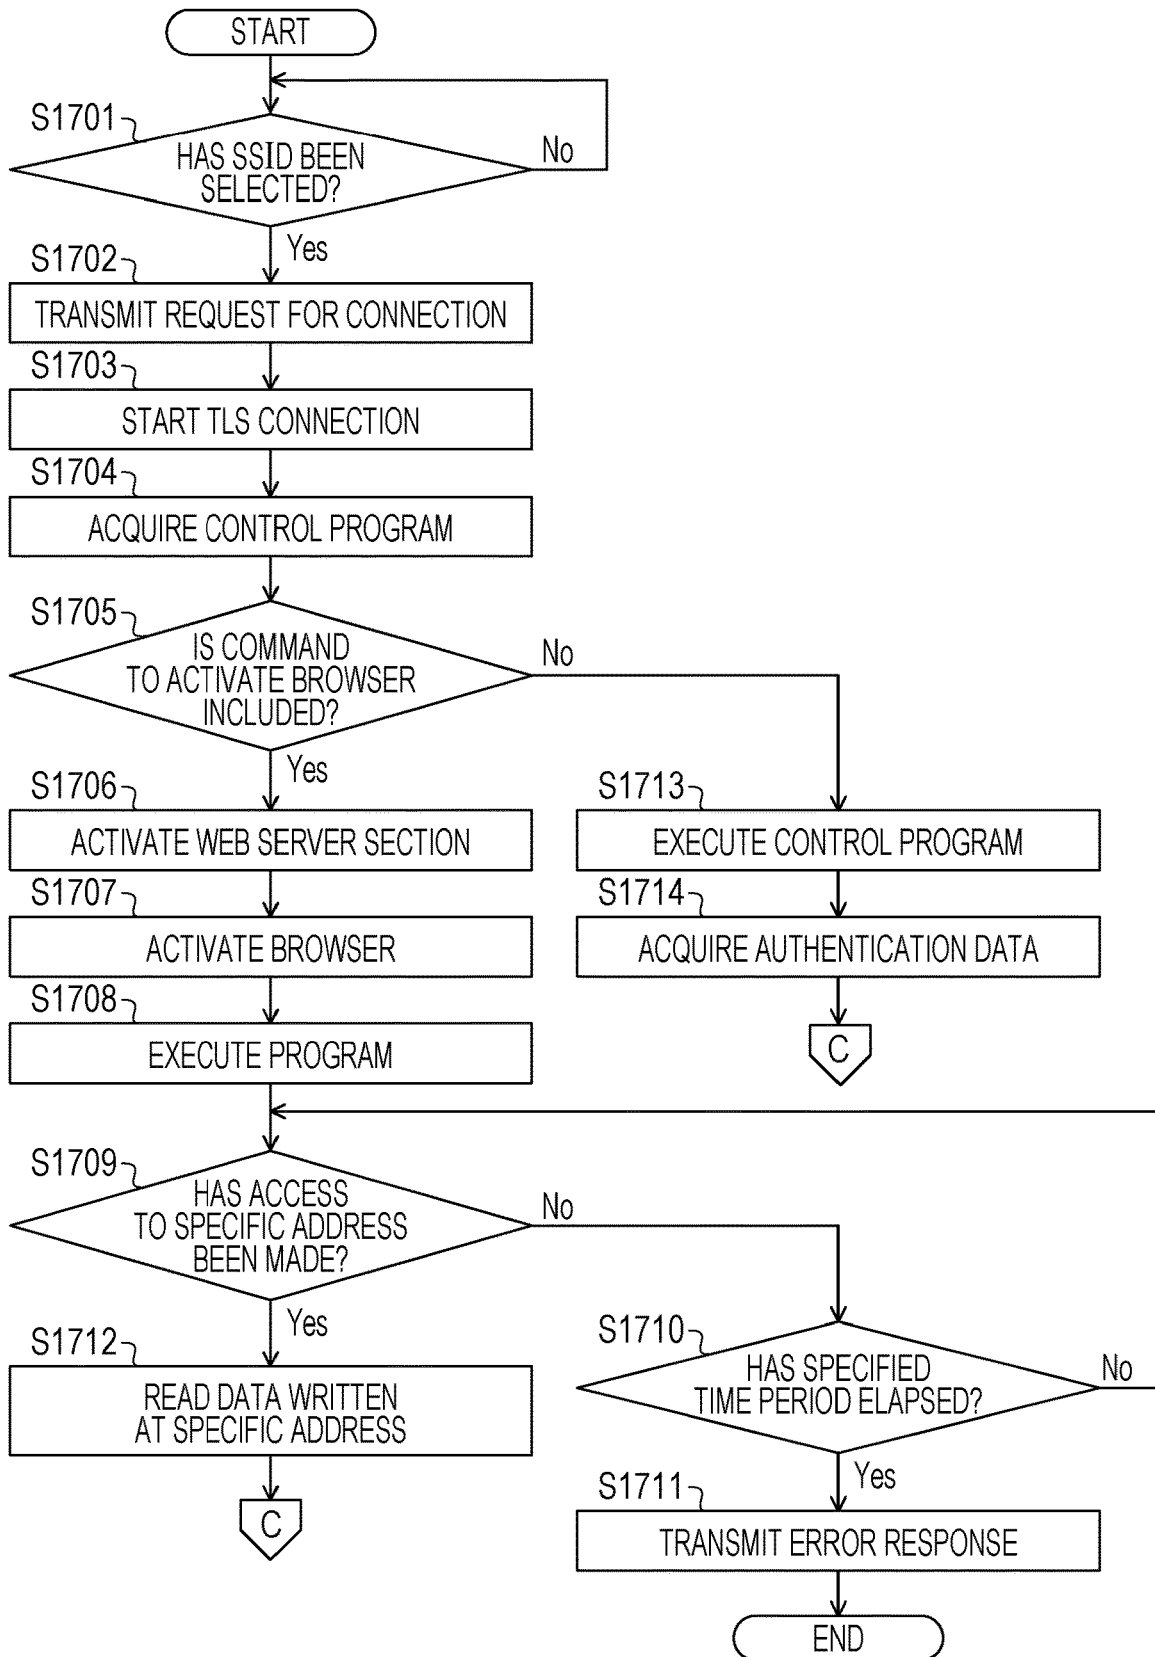 START
S1701
HAS SSID BEEN
SELECTED?
No
Yes
S1702
TRANSMIT REQUEST FOR CONNECTION
S1703
START TLS CONNECTION
S1704
ACQUIRE CONTROL PROGRAM
S1705
IS COMMAND
TO ACTIVATE BROWSER
INCLUDED?
No
Yes
S1706
ACTIVATE WEB SERVER SECTION
S1713
EXECUTE CONTROL PROGRAM
S1707
ACTIVATE BROWSER
S1714
ACQUIRE AUTHENTICATION DATA
C
S1708
EXECUTE PROGRAM
S1709
HAS ACCESS
TO SPECIFIC ADDRESS
BEEN MADE?
No
Yes
S1712
READ DATA WRITTEN
AT SPECIFIC ADDRESS
C
S1710
HAS SPECIFIED
TIME PERIOD ELAPSED?
No
Yes
S1711
TRANSMIT ERROR RESPONSE
END